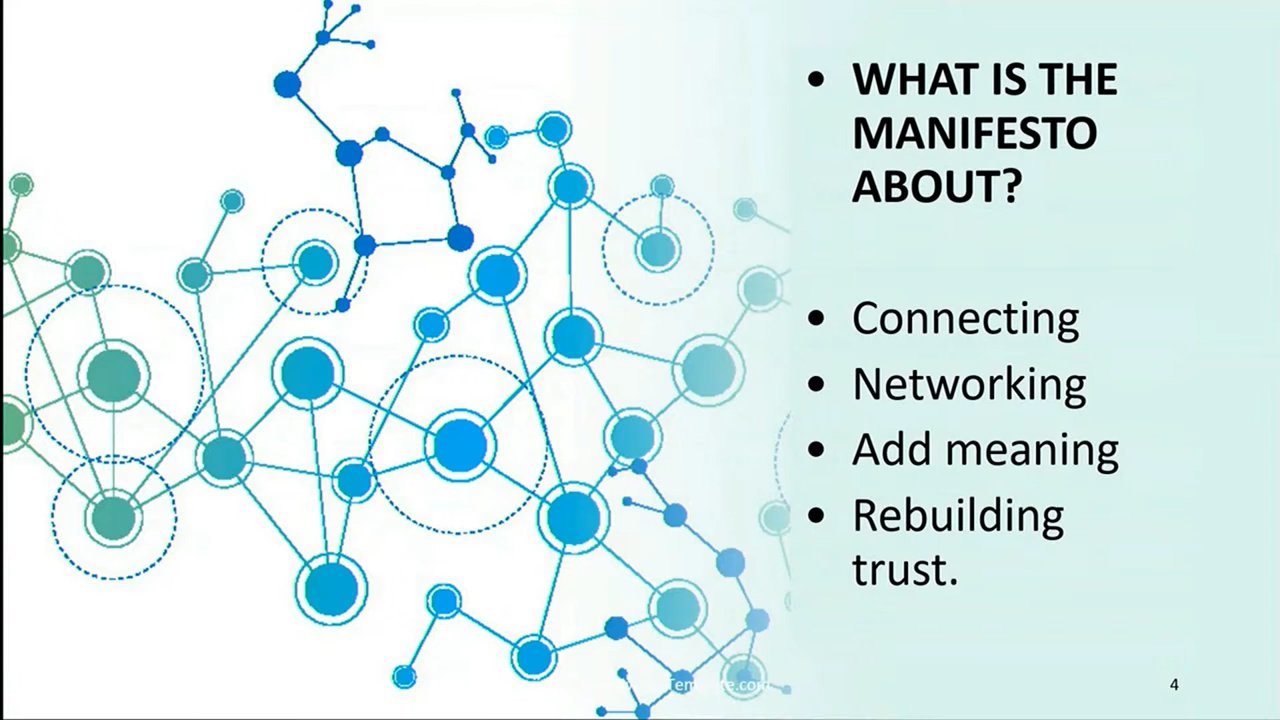 • WHAT IS THE
MANIFESTO
ABOUT?
• Connecting
• Networking
• Add meaning
• Rebuilding
trust.
4